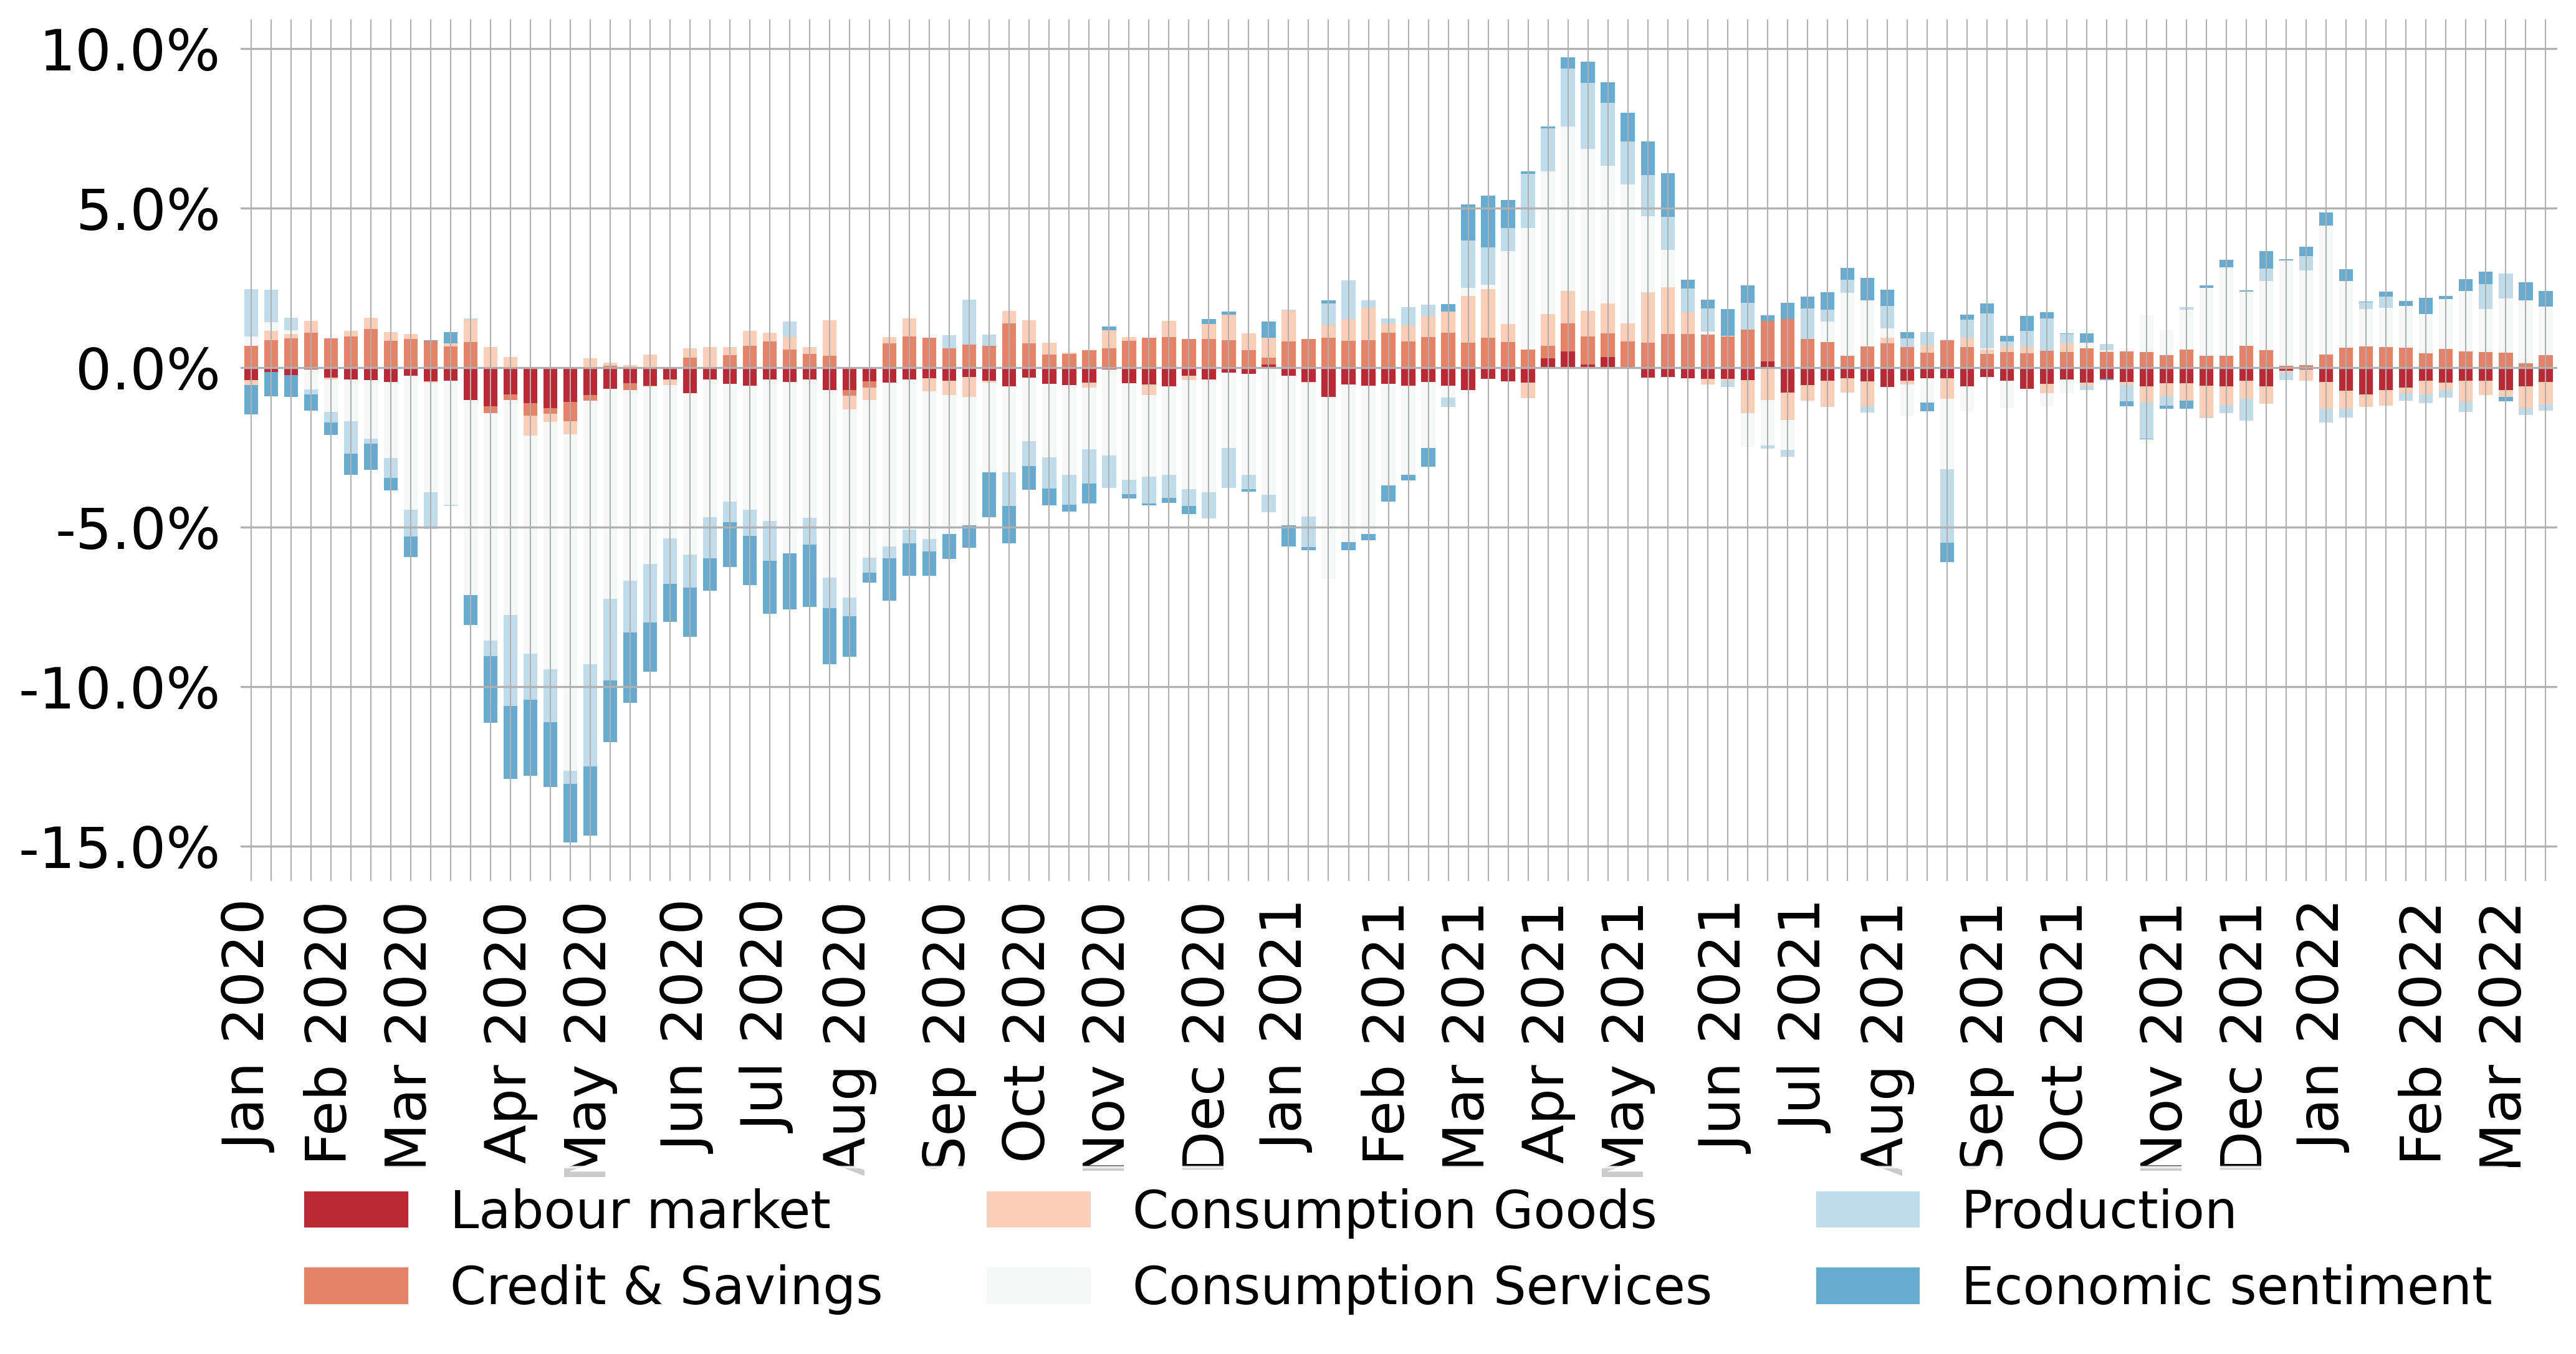 10.0%
5.0%
0.0%
-5.0%
-10.0%
-15.0%
Jan 2020
Feb 2020
Mar 2020
Apr 2020
May 2020
Jun 2020
Jul 2020
Aug 2020
Sep 2020
Oct 2020
Nov 2020
Dec 2020
Jan 2021
Feb 2021
Mar 2021
Apr 2021
May 2021
Jun 2021
Jul 2021
Aug 2021
Sep 2021
Oct 2021
Nov 2021
Dec 2021
Jan 2022
Feb 2022
Mar 2022
Labour market
Consumption Goods
Production
Credit & Savings
Consumption Services
Economic sentiment